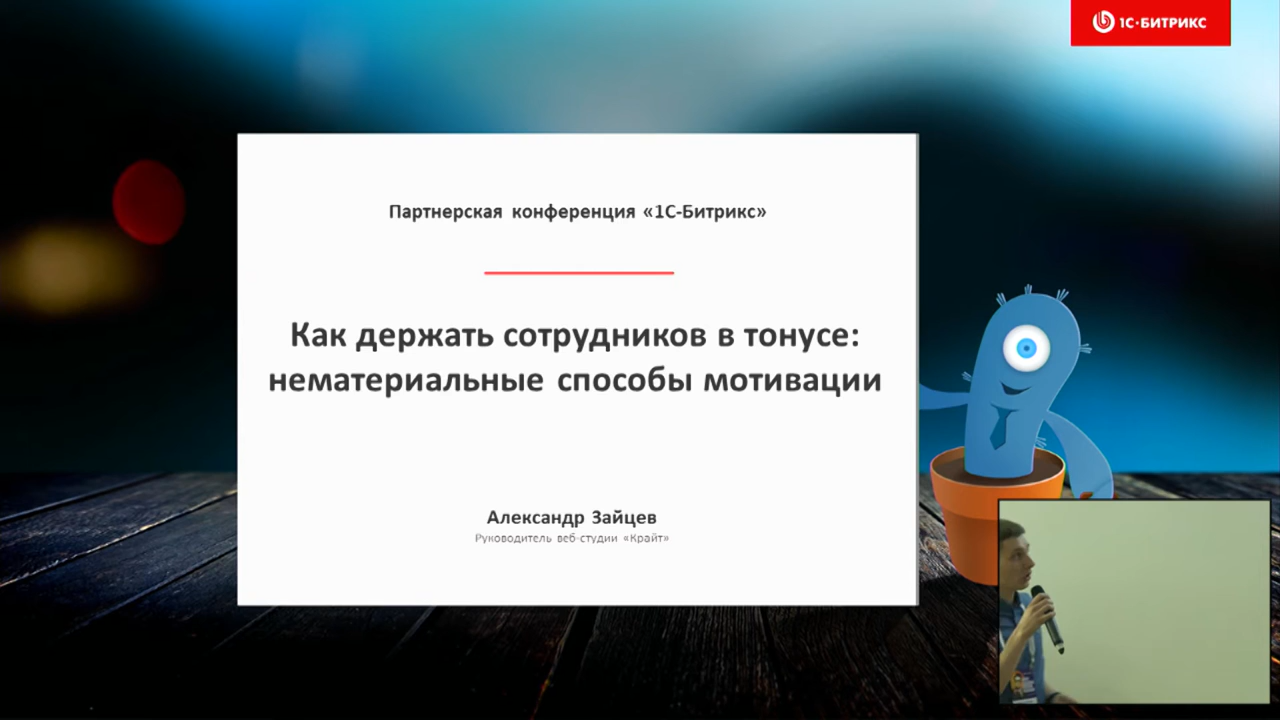 1С-БИТРИКС
Партнерская конференция «1С-Битрикс»
Как держать сотрудников в тонусе:
нематериальные способы мотивации
Александр Зайцев
Руководитель веб-студии «Крайт»